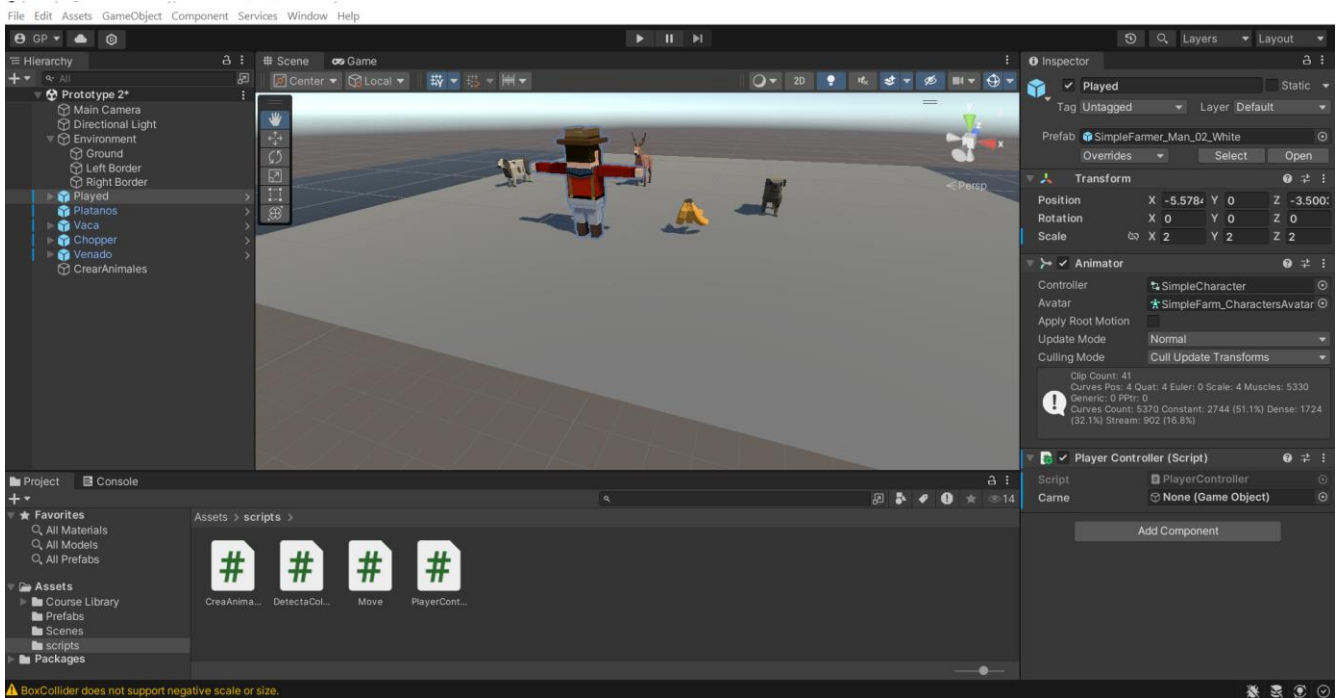 File Edit Assets GameObject Component Services Window Help
GP
Layers Layout
Hierarchy
All
Prototype 2*
Main Camera
Directional Light
Environment
Ground
Left Border
Right Border
Played
Platanos
Vaca
Chopper
Venado
CrearAnimales
Scene Game
Center Local
2D
Persp
x
z
Inspector
Played Static
Tag Untagged Layer Default
Prefab SimpleFarmer_Man_02_White
Overrides Select Open
Transform
Position X -5.5784 Y 0 Z -3.500
Rotation X 0 Y 0 Z 0
Scale X 2 Y 2 Z 2
Animator
Controller SimpleCharacter
Avatar SimpleFarm_CharactersAvatar
Apply Root Motion
Update Mode Normal
Culling Mode Cull Update Transforms
Clip Count: 41
Curves Pos: 4 Quat: 4 Euler: 0 Scale: 4 Muscles: 5330
Generic: 0 PPtr: 0
Curves Count: 5370 Constant: 2744 (51.1%) Dense: 1724
(32.1%) Stream: 902 (16.8%)
Player Controller (Script)
Script PlayerController
Carne None (Game Object)
Add Component
Project Console
14
Favorites
All Materials
All Models
All Prefabs
Assets
Course Library
Prefabs
Scenes
scripts
Packages
Assets > scripts >
# # # #
CreaAnima... DetectaCol... Move PlayerCont...
BoxCollider does not support negative scale or size.